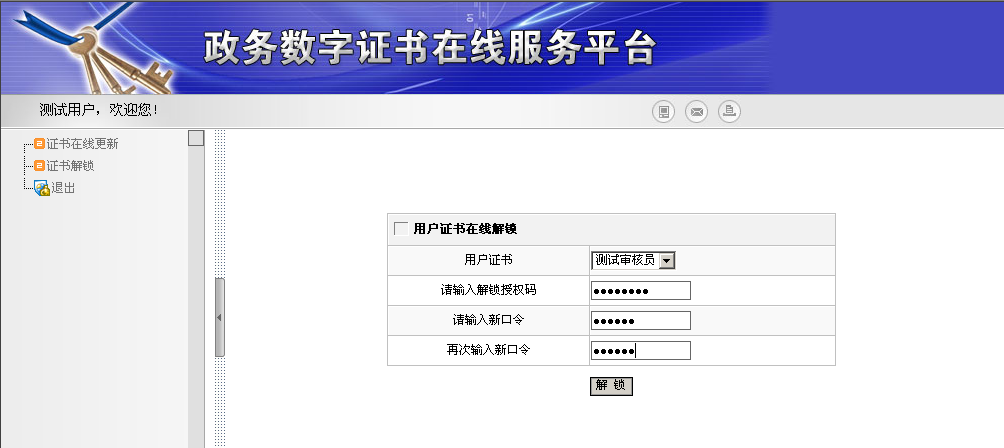 政务数字证书在线服务平台
测试用户，欢迎您！
证书在线更新
证书解锁
退出
用户证书在线解锁
用户证书
测试审核员
请输入解锁授权码
●●●●●●●●
请输入新口令
●●●●●●
再次输入新口令
●●●●●●
解 锁